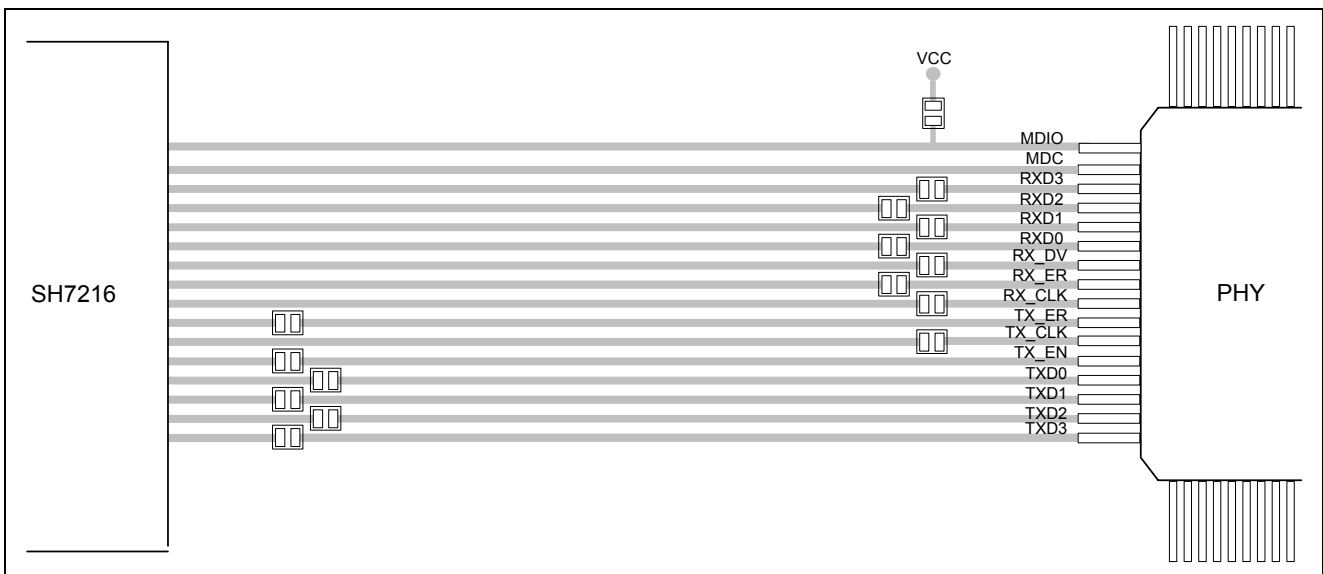 VCC
MDIO
MDC
RXD3
RXD2
RXD1
RXD0
RX_DV
RX_ER
RX_CLK
TX_ER
TX_CLK
TX_EN
TXD0
TXD1
TXD2
TXD3
SH7216
PHY